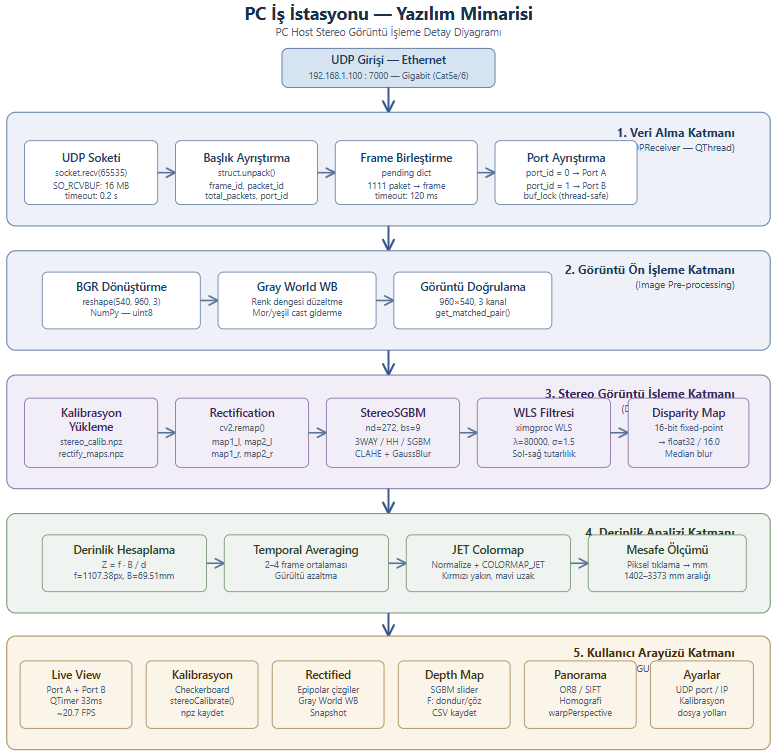 PC İş İstasyonu — Yazılım Mimarisi
PC Host Stereo Görüntü İşleme Detay Diyagramı
UDP Girişi — Ethernet
192.168.1.100 : 7000 — Gigabit (Cat5e/6)
1. Veri Alma Katmanı
DPReceiver — QThread)
UDP Soketi
socket.recv(65535)
SO_RCVBUF: 16 MB
timeout: 0.2 s
Başlık Ayrıştırma
struct.unpack()
frame_id, packet_id
total_packets, port_id
Frame Birleştirme
pending dict
1111 paket → frame
timeout: 120 ms
Port Ayrıştırma
port_id = 0 → Port A
port_id = 1 → Port B
buf_lock (thread-safe)
2. Görüntü Ön İşleme Katmanı
(Image Pre-processing)
BGR Dönüştürme
reshape(540, 960, 3)
NumPy — uint8
Gray World WB
Renk dengesi düzeltme
Mor/yeşil cast giderme
Görüntü Doğrulama
960×540, 3 kanal
get_matched_pair()
3. Stereo Görüntü İşleme Katmanı
Kalibrasyon
Yükleme
stereo_calib.npz
rectify_maps.npz
Rectification
cv2.remap()
map1_l, map2_l
map1_r, map2_r
StereoSGBM
nd=272, bs=9
3WAY / HH / SGBM
CLAHE + GaussBlur
WLS Filtresi
ximgproc WLS
λ=80000, σ=1.5
Sol-sağ tutarlılık
Disparity Map
16-bit fixed-point
→ float32 / 16.0
Median blur
4. Derinlik Analizi Katmanı
Derinlik Hesaplama
Z = f · B / d
f=1107.38px, B=69.51mm
Temporal Averaging
2–4 frame ortalaması
Gürültü azaltma
JET Colormap
Normalize + COLORMAP_JET
Kırmızı yakın, mavi uzak
Mesafe Ölçümü
Piksel tıklama → mm
1402–3373 mm aralığı
5. Kullanıcı Arayüzü Katmanı
Live View
Port A + Port B
QTimer 33ms
~20.7 FPS
Kalibrasyon
Checkerboard
stereoCalibrate()
npz kaydet
Rectified
Epipolar çizgiler
Gray World WB
Snapshot
Depth Map
SGBM slider
F: dondur/çöz
CSV kaydet
Panorama
ORB / SIFT
Homografi
warpPerspective
Ayarlar
UDP port / IP
Kalibrasyon
dosya yolları